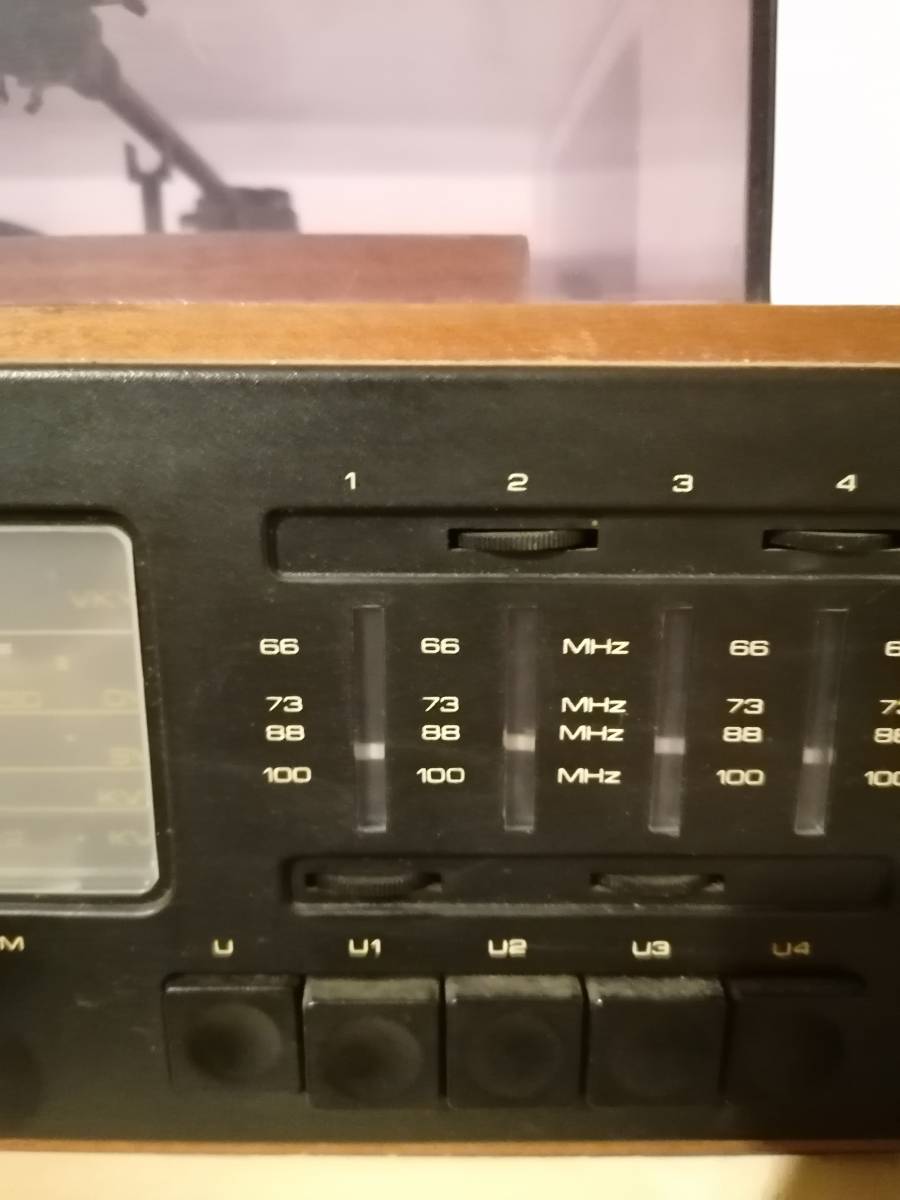 1 2 3 4
66 66 MHz 66
73 73 MHz 73
88 88 MHz 88
100 100 MHz 100
U U1 U2 U3 U4